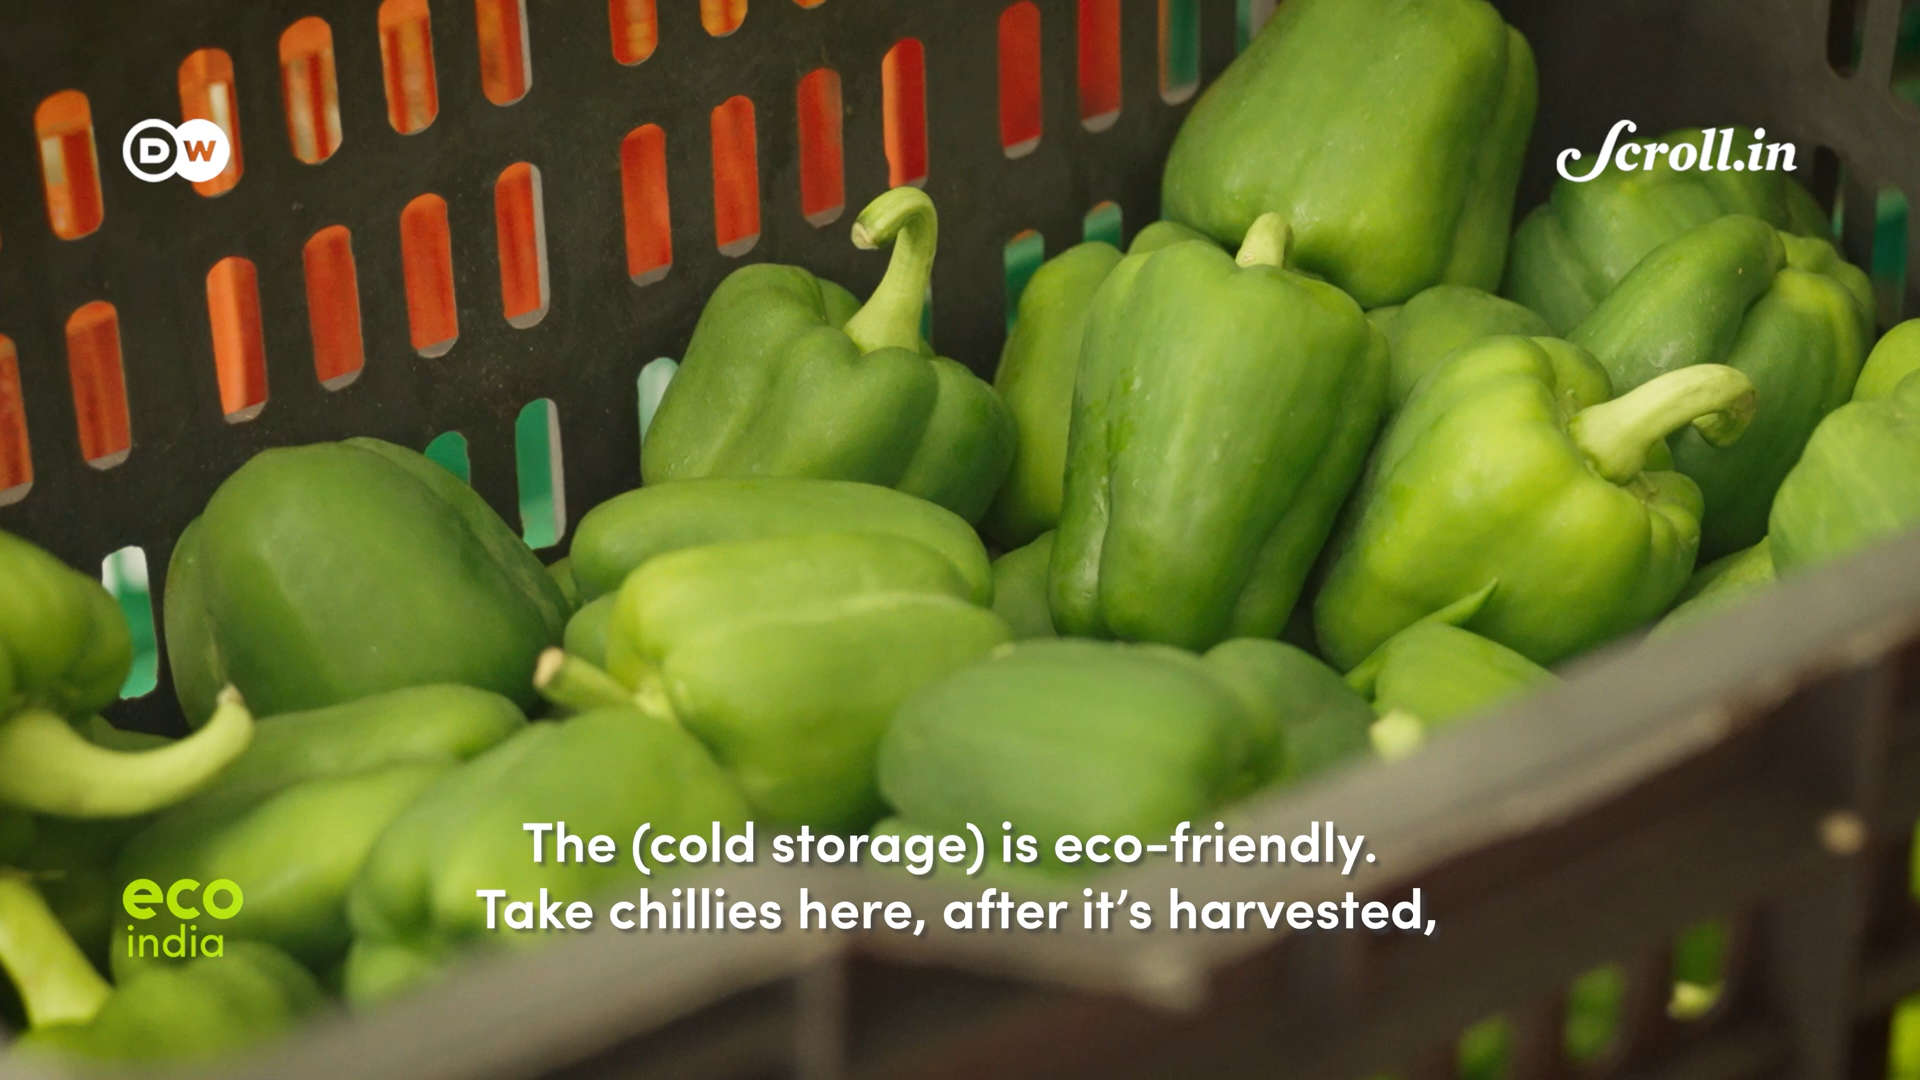 DW
Scroll.in
The (cold storage) is eco-friendly.
Take chillies here, after it's harvested,
eco
india